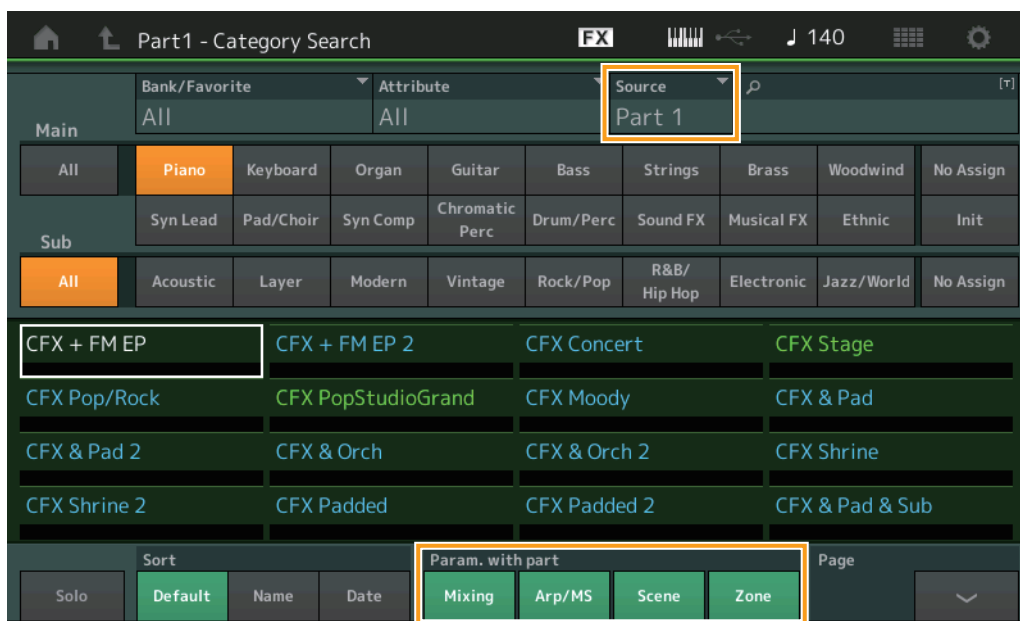 Part1 - Category Search FX ♩ 140
Bank/Favorite Attribute Source [T]
All All Part 1
Main
All Piano Keyboard Organ Guitar Bass Strings Brass Woodwind No Assign
Syn Lead Pad/Choir Syn Comp Chromatic Perc Drum/Perc Sound FX Musical FX Ethnic Init
Sub
All Acoustic Layer Modern Vintage Rock/Pop R&B/ Hip Hop Electronic Jazz/World No Assign
CFX + FM EP CFX + FM EP 2 CFX Concert CFX Stage
CFX Pop/Rock CFX PopStudioGrand CFX Moody CFX & Pad
CFX & Pad 2 CFX & Orch CFX & Orch 2 CFX Shrine
CFX Shrine 2 CFX Padded CFX Padded 2 CFX & Pad & Sub
Sort Param. with part Page
Solo Default Name Date Mixing Arp/MS Scene Zone